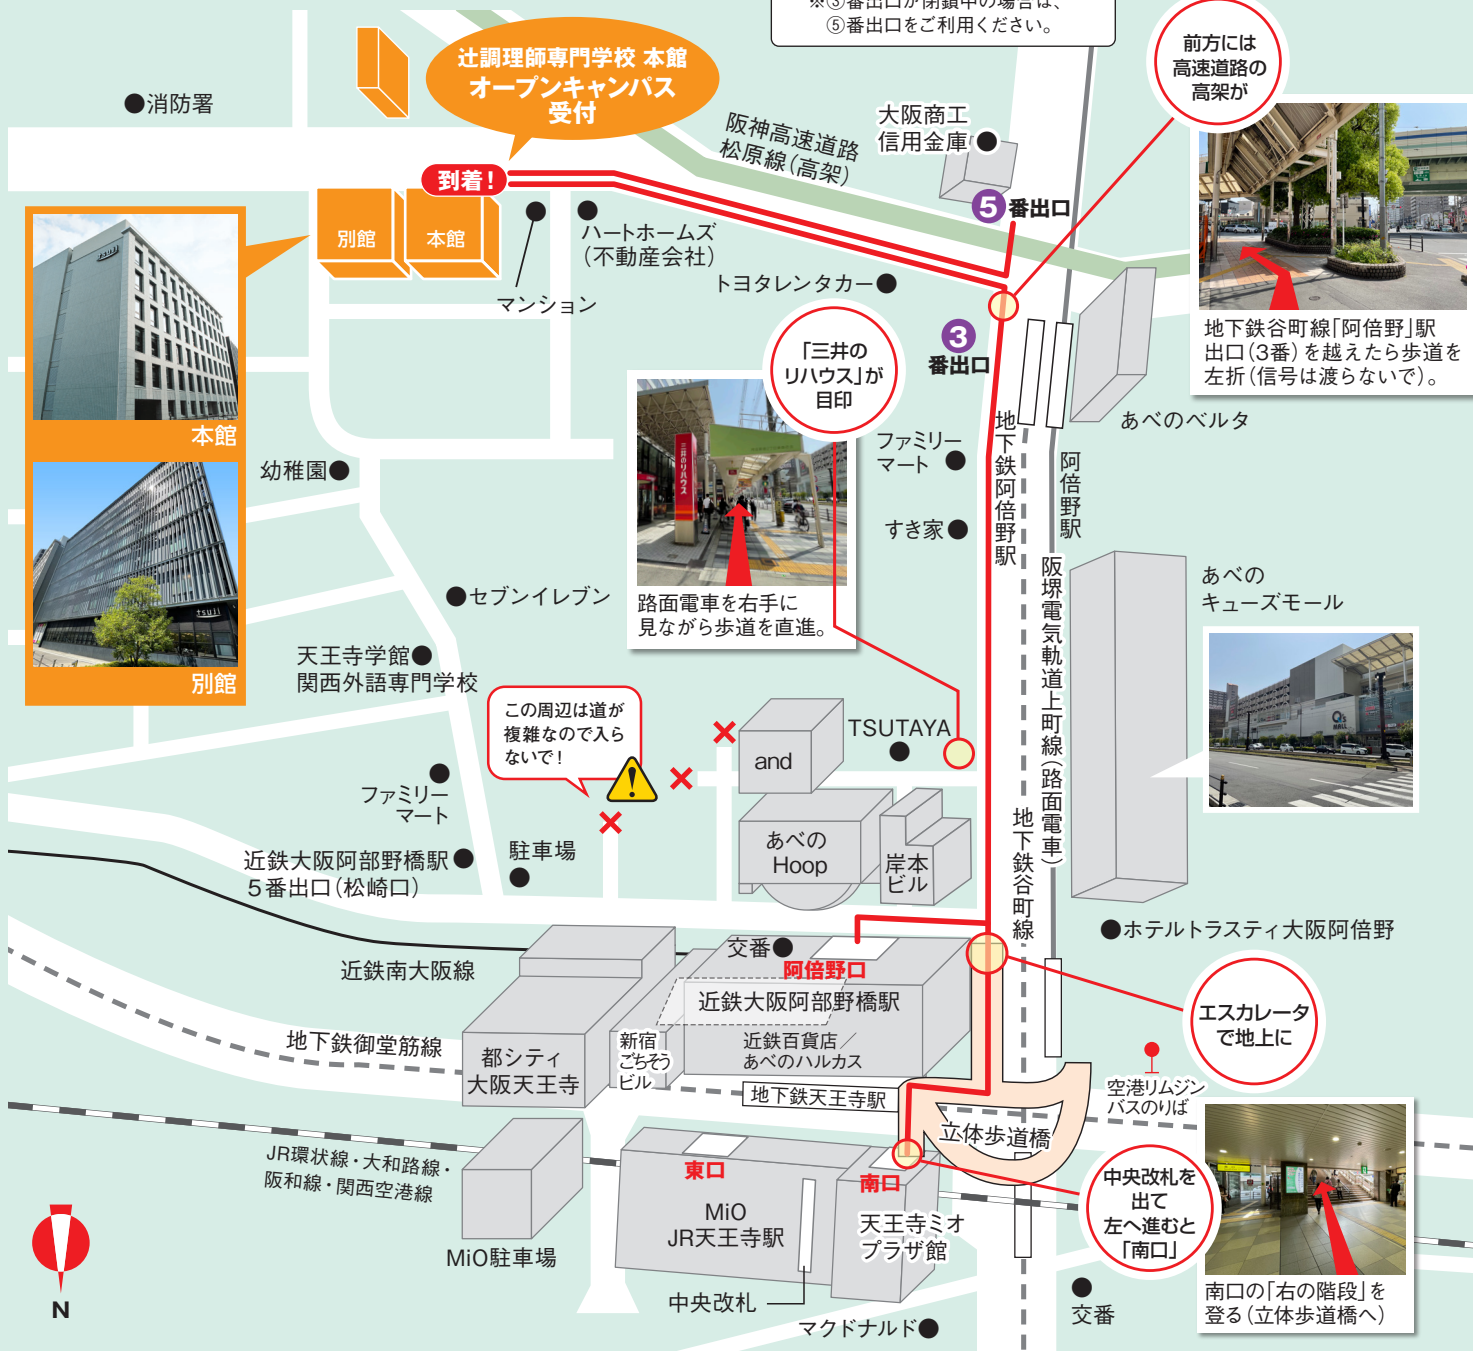 ※③番出口が閉鎖中の場合は、
⑤番出口をご利用ください。
辻調理師専門学校 本館
オープンキャンパス
受付
前方には
高速道路の
高架が
●消防署
阪神高速道路
松原線(高架)
大阪商工
信用金庫●
到着!
5番出口
別館
本館
ハートホームズ
(不動産会社)
マンション
トヨタレンタカー●
3
番出口
地下鉄谷町線「阿倍野」駅
出口(3番)を越えたら歩道を
左折(信号は渡らないで)。
tsuji
本館
「三井の
リハウス」が
目印
三井のリハウス
路面電車を右手に
見ながら歩道を直進。
あべのベルタ
ファミリー
マート●
地下鉄阿倍野駅
阿倍野駅
幼稚園●
すき家●
tsuji
別館
●セブンイレブン
阪堺電気軌道上町線(路面電車)
あべの
キューズモール
Q's
MALL
天王寺学館●
関西外語専門学校
この周辺は道が
複雑なので入ら
ないで!
TSUTAYA
and
ファミリー
マート
あべの
Hoop
岸本
ビル
地下鉄谷町線
近鉄大阪阿部野橋駅●
5番出口(松崎口)
駐車場
●ホテルトラスティ大阪阿倍野
交番●
阿倍野口
近鉄南大阪線
近鉄大阪阿部野橋駅
近鉄百貨店/
あべのハルカス
エスカレータ
で地上に
地下鉄御堂筋線
都シティ
大阪天王寺
新宿
ごちそう
ビル
地下鉄天王寺駅
空港リムジン
バスのりば
立体歩道橋
JR環状線・大和路線・
阪和線・関西空港線
東口
南口
中央改札を
出て
左へ進むと
「南口」
MiO
JR天王寺駅
天王寺ミオ
プラザ館
MiO駐車場
中央改札
南口の「右の階段」を
登る(立体歩道橋へ)
N
マクドナルド●
交番